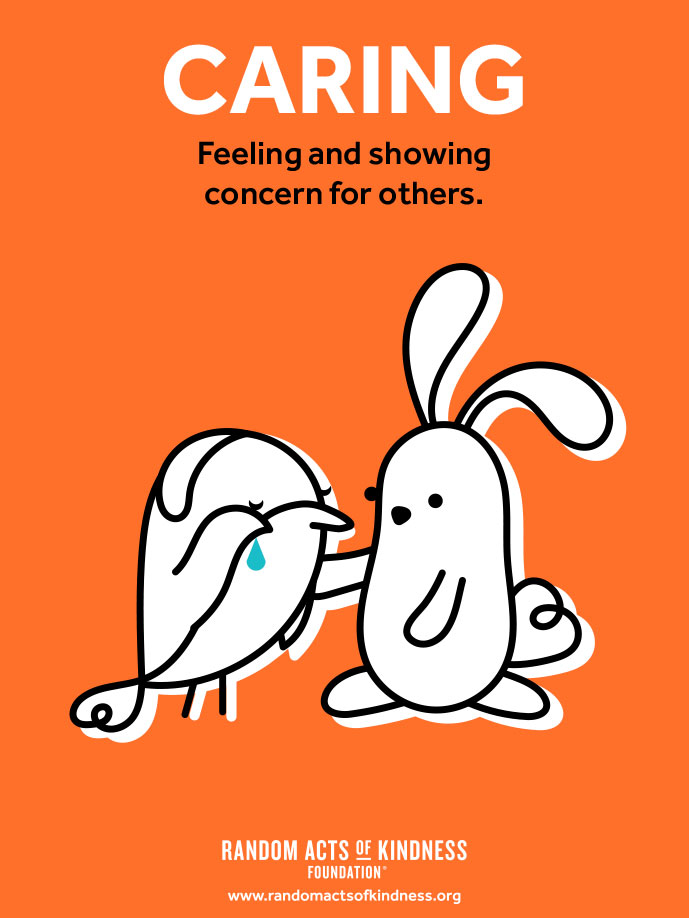 CARING
Feeling and showing
concern for others.
RANDOM ACTS OF KINDNESS
FOUNDATION®
www.randomactsofkindness.org